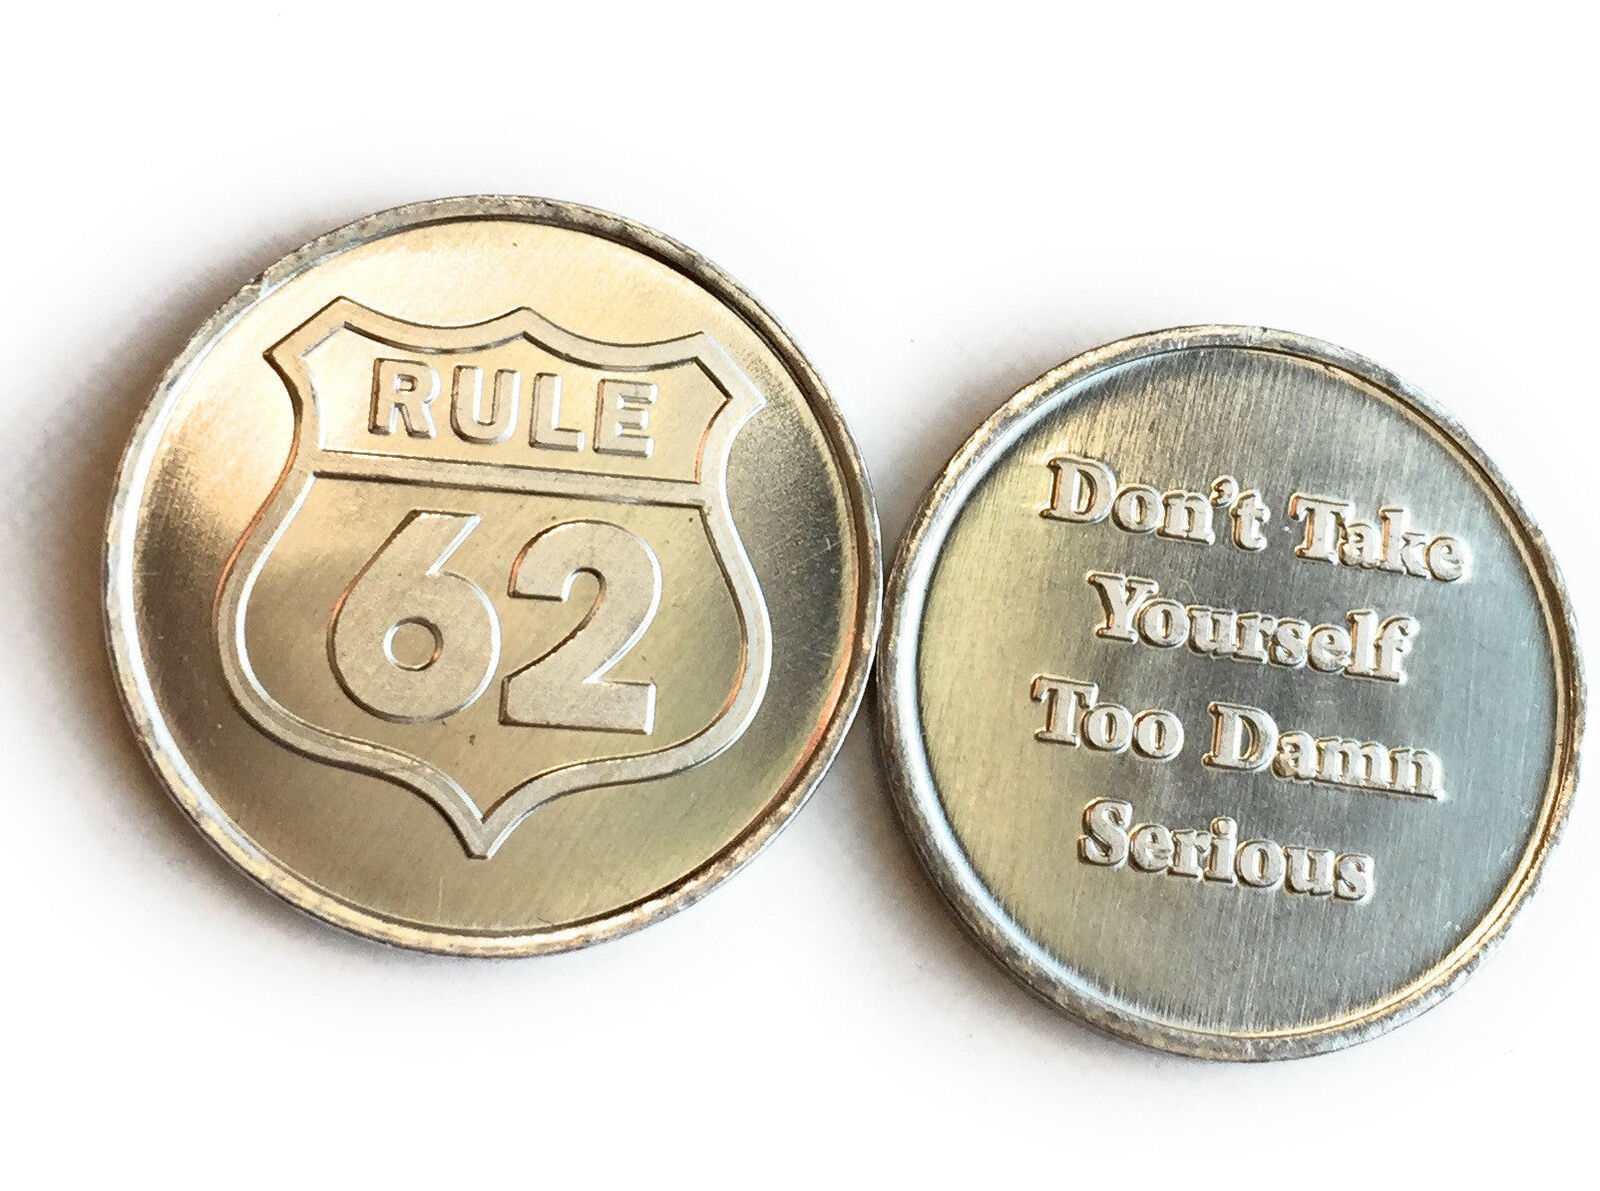 RULE
62
Don't Take
Yourself
Too Damn
Serious